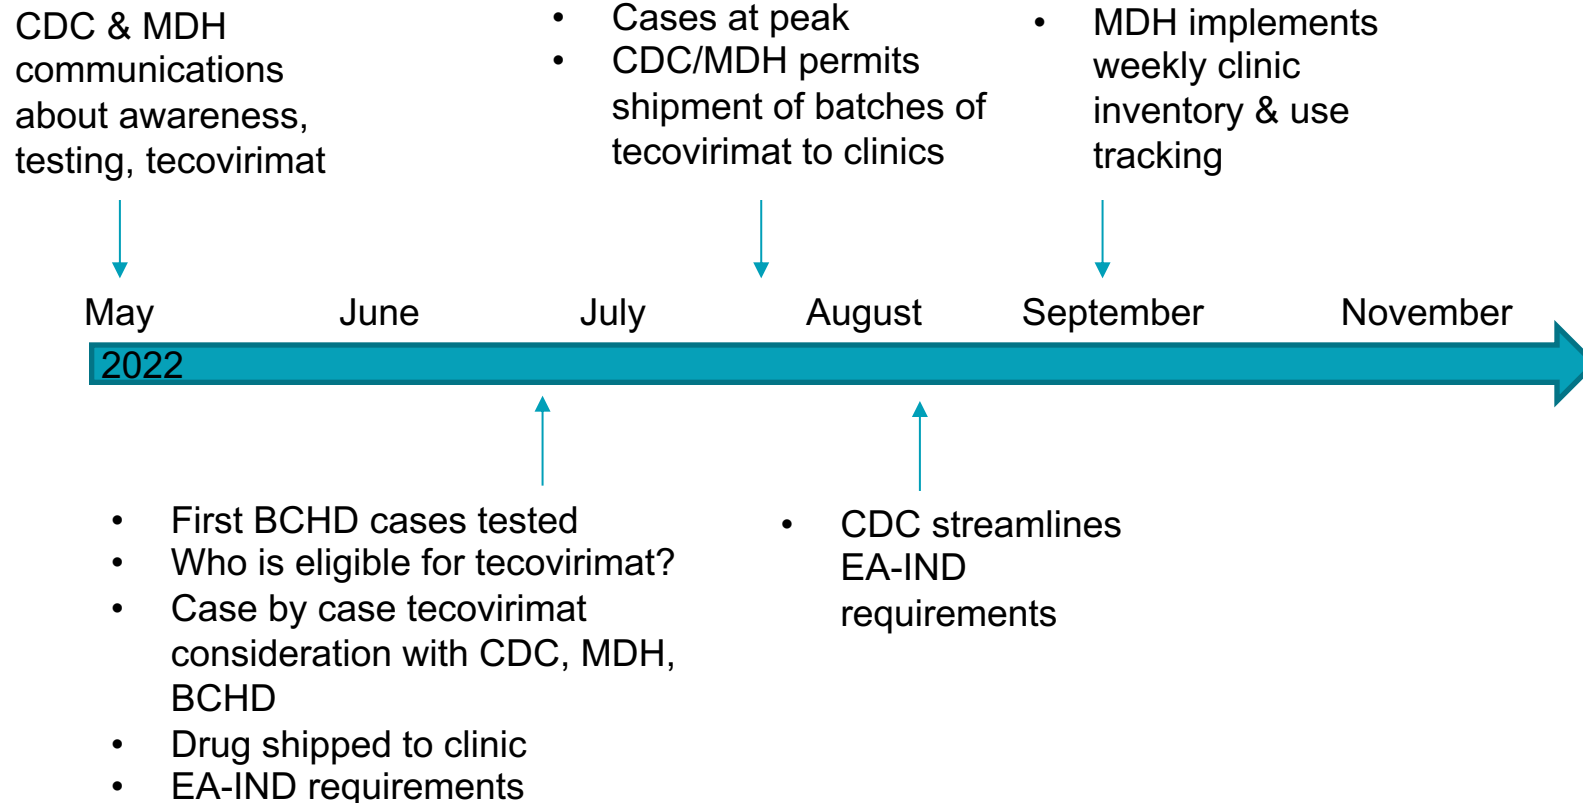 CDC & MDH
communications
about awareness,
testing, tecovirimat
• Cases at peak
• CDC/MDH permits
shipment of batches of
tecovirimat to clinics
• MDH implements
weekly clinic
inventory & use
tracking
May June July August September November
2022
• First BCHD cases tested
• Who is eligible for tecovirimat?
• Case by case tecovirimat
consideration with CDC, MDH,
BCHD
• Drug shipped to clinic
• EA-IND requirements
• CDC streamlines
EA-IND
requirements